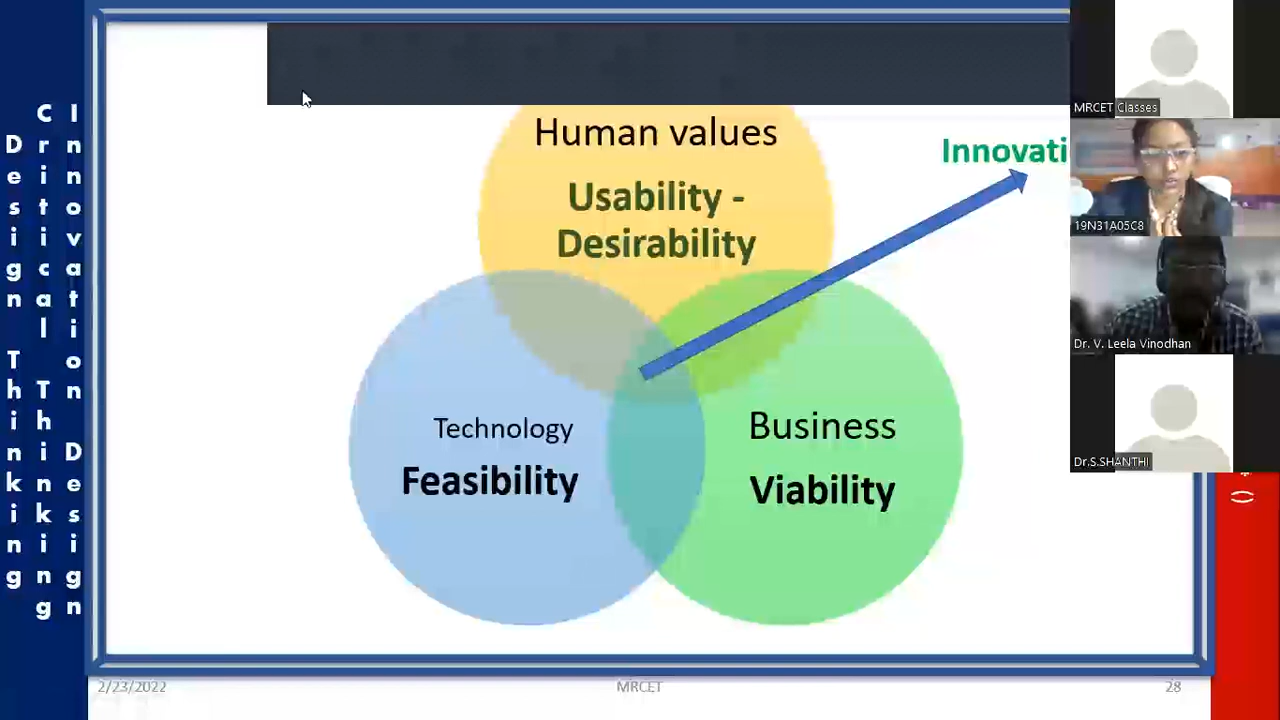 Design Thinking
Critical Thinking
Innovation Design
Human values
Usability -
Desirability
Innovati
Technology
Feasibility
Business
Viability
MRCET Classes
19N31A05C8
Dr. V. Leela Vinodhan
Dr.S.SHANTHI
2/23/2022
MRCET
28